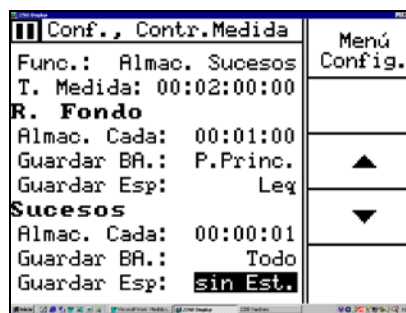 Conf., Contr.Medida
Menú
Config.
Func.: Almac. Sucesos
T. Medida: 00:02:00:00
R. Fondo
Almac. Cada: 00:01:00
Guardar BA.: P.Princ.
Guardar Esp: Leq
Sucesos
Almac. Cada: 00:00:01
Guardar BA.: Todo
Guardar Esp: sin Est.